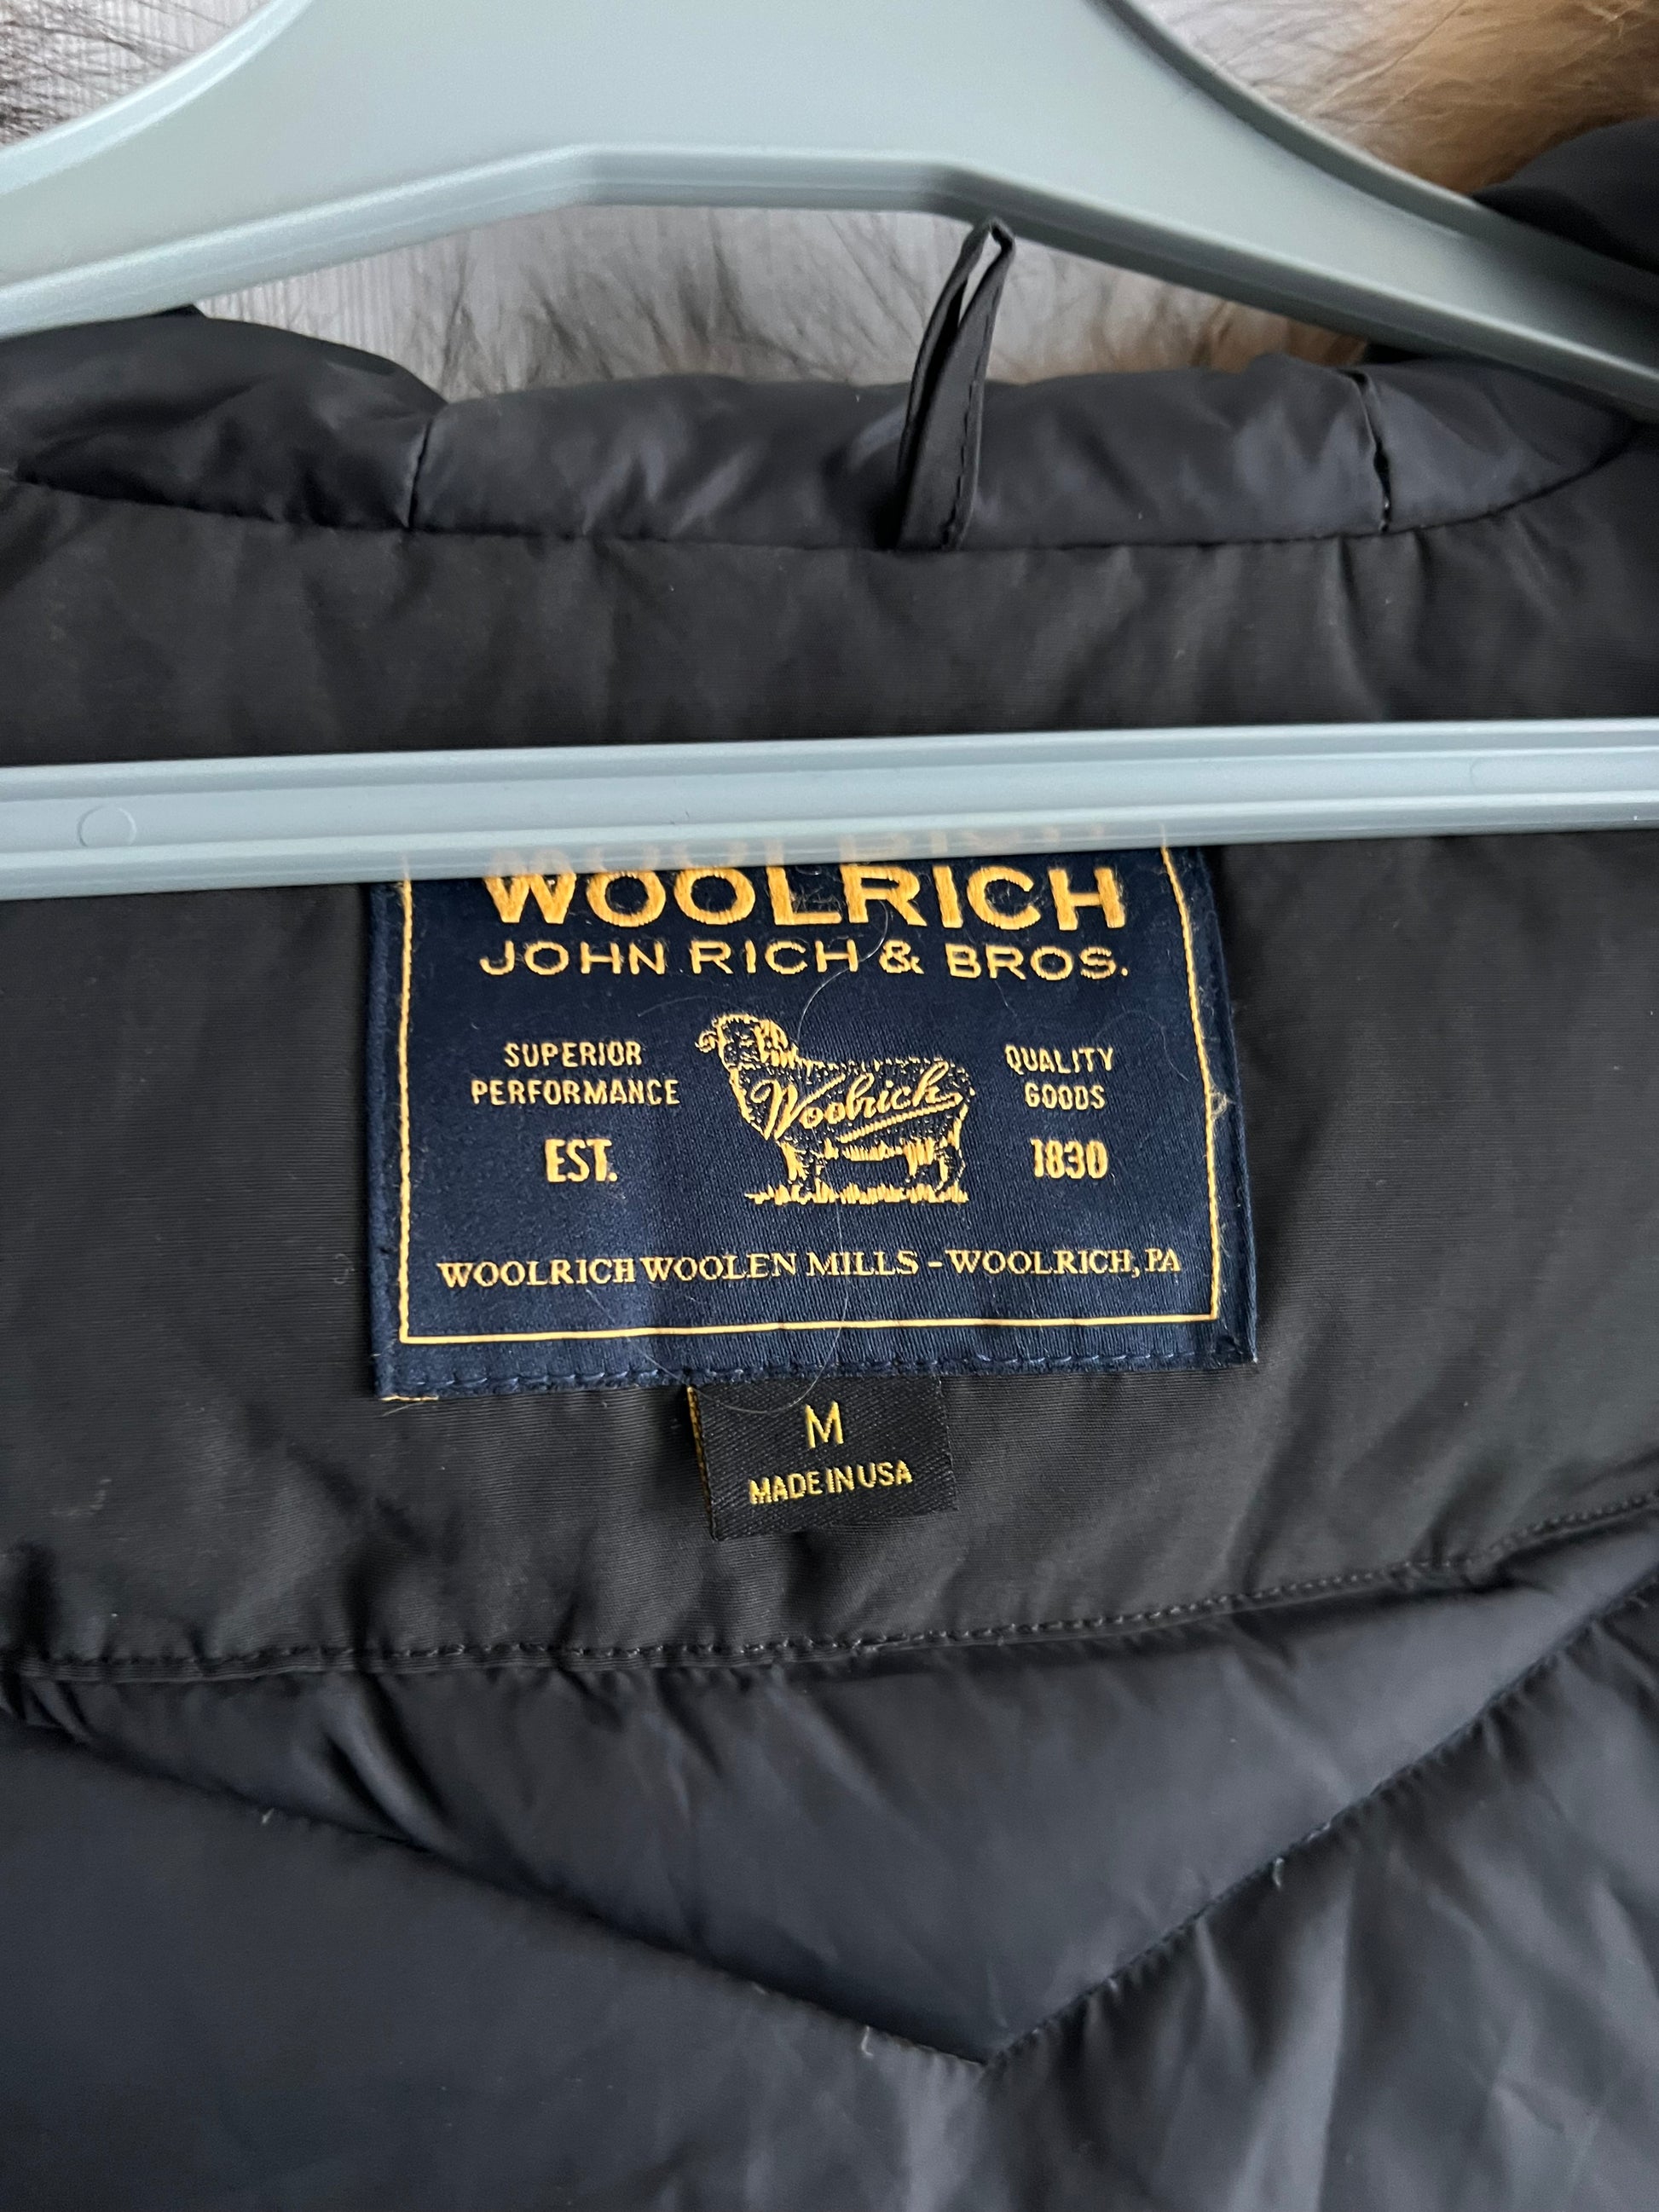 WOOLRICH
JOHN RICH & BROS.
SUPERIOR
PERFORMANCE
Woolrich
QUALITY
GOODS
EST.
1830
WOOLRICH WOOLEN MILLS - WOOLRICH, PA
M
MADE IN USA